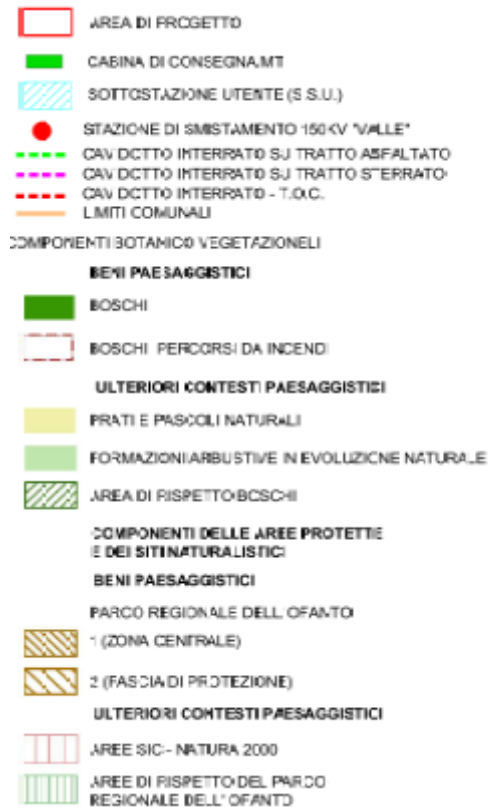 AREA DI PROGETTO
CABINA DI CONSEGNA MT
SOTTOSTAZIONE UTENTE (S.S.U.)
STAZIONE DI SMISTAMENTO 150KV "VALLE"
CAVIDOTTO INTERRATO SU TRATTO ASFALTATO
CAVIDOTTO INTERRATO SU TRATTO STERRATO
CAVIDOTTO INTERRATO - T.O.C.
LIMITI COMUNALI
COMPONENTI BOTANICO VEGETAZIONELI
BENI PAESAGGISTICI
BOSCHI
BOSCHI PERCORSI DA INCENDI
ULTERIORI CONTESTI PAESAGGISTICI
PRATI E PASCOLI NATURALI
FORMAZIONI ARBUSTIVE IN EVOLUZIONE NATURALE
AREA DI RISPETTO BOSCHI
COMPONENTI DELLE AREE PROTETTE
E DEI SITI NATURALISTICI
BENI PAESAGGISTICI
PARCO REGIONALE DELL'OFANTO
1 (ZONA CENTRALE)
2 (FASCIA DI PROTEZIONE)
ULTERIORI CONTESTI PAESAGGISTICI
AREE SIC - NATURA 2000
AREE DI RISPETTO DEL PARCO
REGIONALE DELL'OFANTO